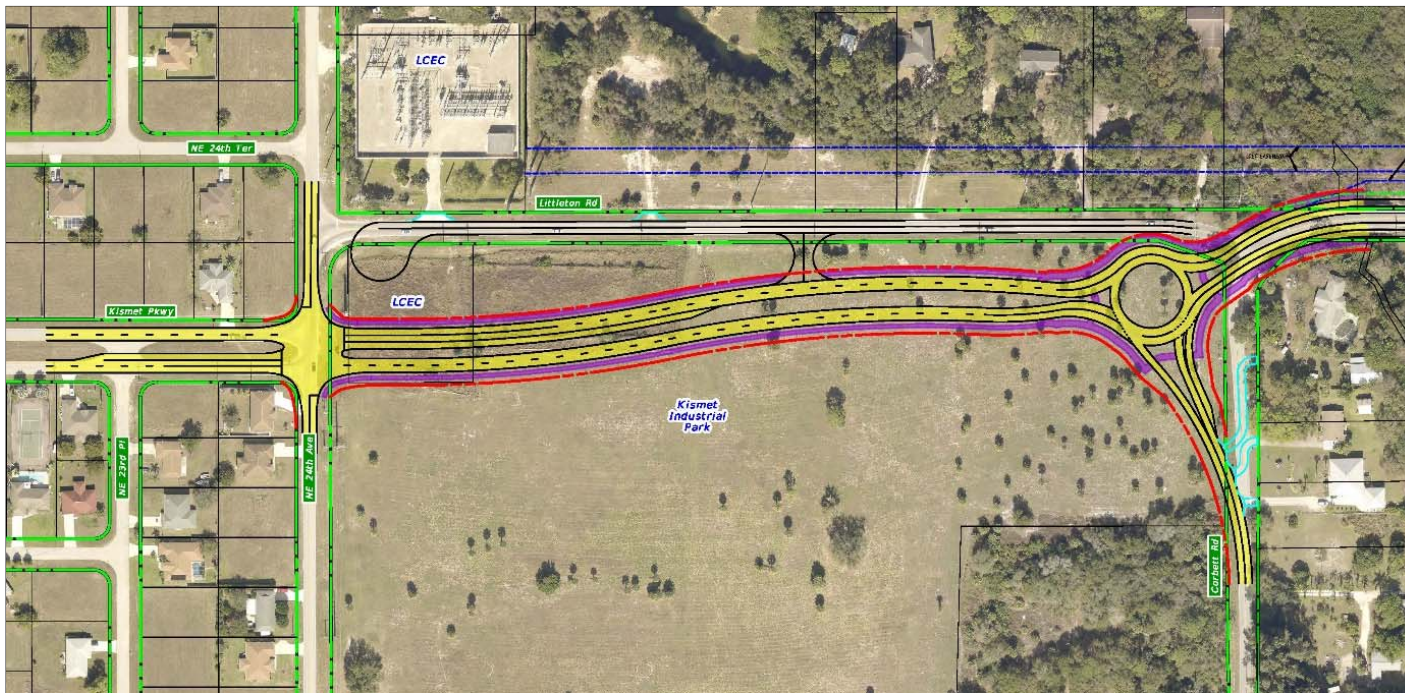 LCEC
NE 24th Ter
Littleton Rd
LCEC
Kismet Pkwy
Kismet
Industrial
Park
NE 23rd Pl
NE 24th Ave
Corbett Rd